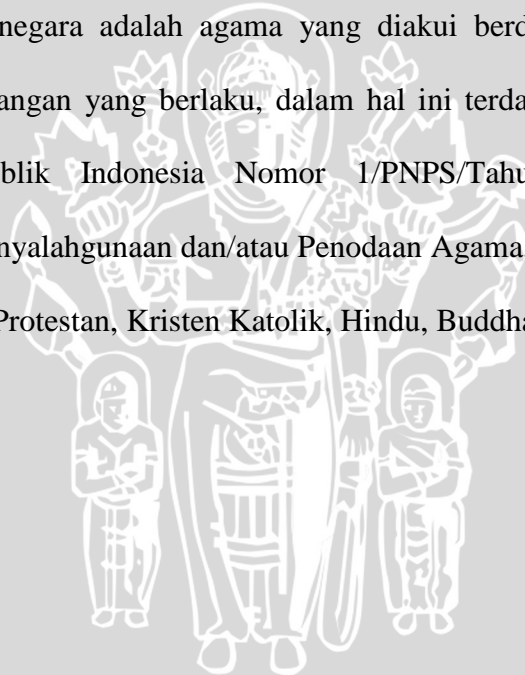 negara adalah agama yang diakui berd
angan yang berlaku, dalam hal ini terda
blik Indonesia Nomor 1/PNPS/Tahu
nyalahgunaan dan/atau Penodaan Agama
Protestan, Kristen Katolik, Hindu, Buddha